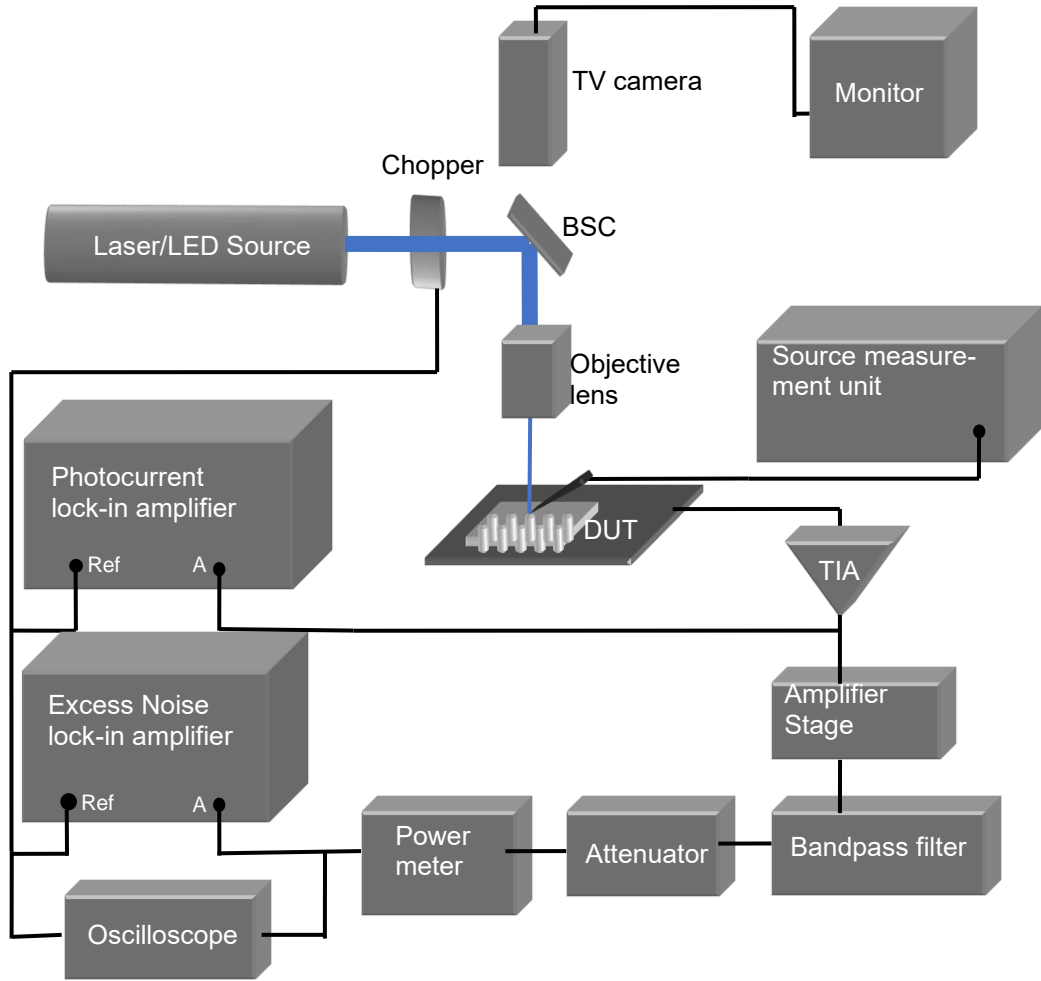 TV camera
Monitor
Chopper
BSC
Laser/LED Source
Objective
lens
Source measure-
ment unit
Photocurrent
lock-in amplifier
Ref
A
DUT
TIA
Excess Noise
lock-in amplifier
Ref
A
Amplifier
Stage
Power
meter
Attenuator
Bandpass filter
Oscilloscope